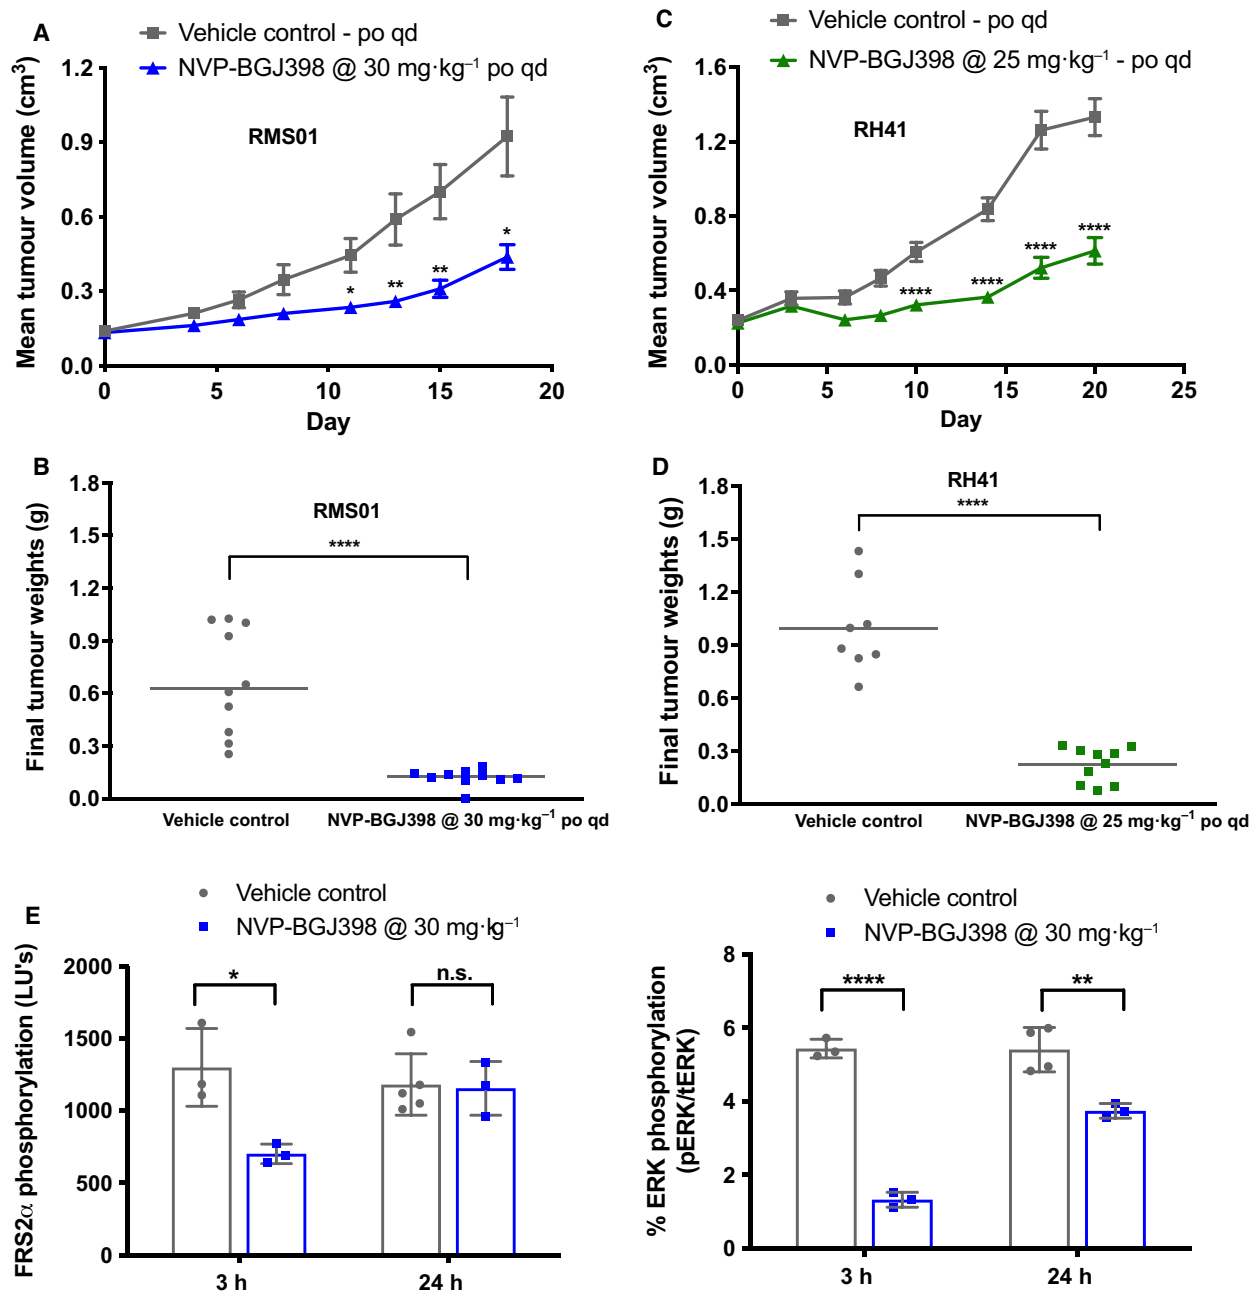 A
Vehicle control - po qd
NVP-BGJ398 @ 30 mg·kg⁻¹ po qd
RMS01
Mean tumour volume (cm³)
1.2
0.9
0.6
0.3
0.0
* ** ** *
0 5 10 15 20
Day
C
Vehicle control - po qd
NVP-BGJ398 @ 25 mg·kg⁻¹ - po qd
RH41
Mean tumour volume (cm³)
1.6
1.2
0.8
0.4
0.0
**** **** **** ****
0 5 10 15 20 25
Day
B
RMS01
****
Final tumour weights (g)
1.8
1.5
1.2
0.9
0.6
0.3
0.0
Vehicle control NVP-BGJ398 @ 30 mg·kg⁻¹ po qd
D
RH41
****
Final tumour weights (g)
1.8
1.5
1.2
0.9
0.6
0.3
0.0
Vehicle control NVP-BGJ398 @ 25 mg·kg⁻¹ po qd
E
Vehicle control
NVP-BGJ398 @ 30 mg·kg⁻¹
FRS2α phosphorylation (LU's)
2000
1500
1000
500
0
* n.s.
3 h 24 h
Vehicle control
NVP-BGJ398 @ 30 mg·kg⁻¹
% ERK phosphorylation
(pERK/tERK)
8
6
4
2
0
**** **
3 h 24 h